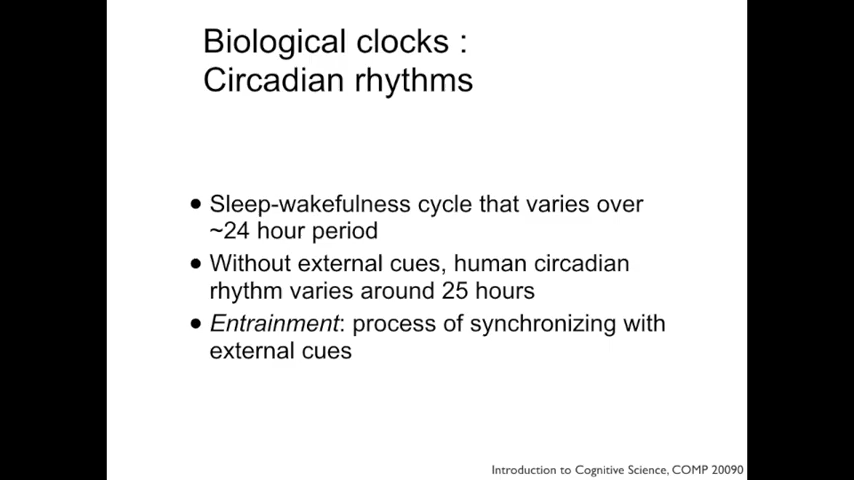 Biological clocks :
Circadian rhythms
• Sleep-wakefulness cycle that varies over
~24 hour period
• Without external cues, human circadian
rhythm varies around 25 hours
• Entrainment: process of synchronizing with
external cues
Introduction to Cognitive Science, COMP 20090